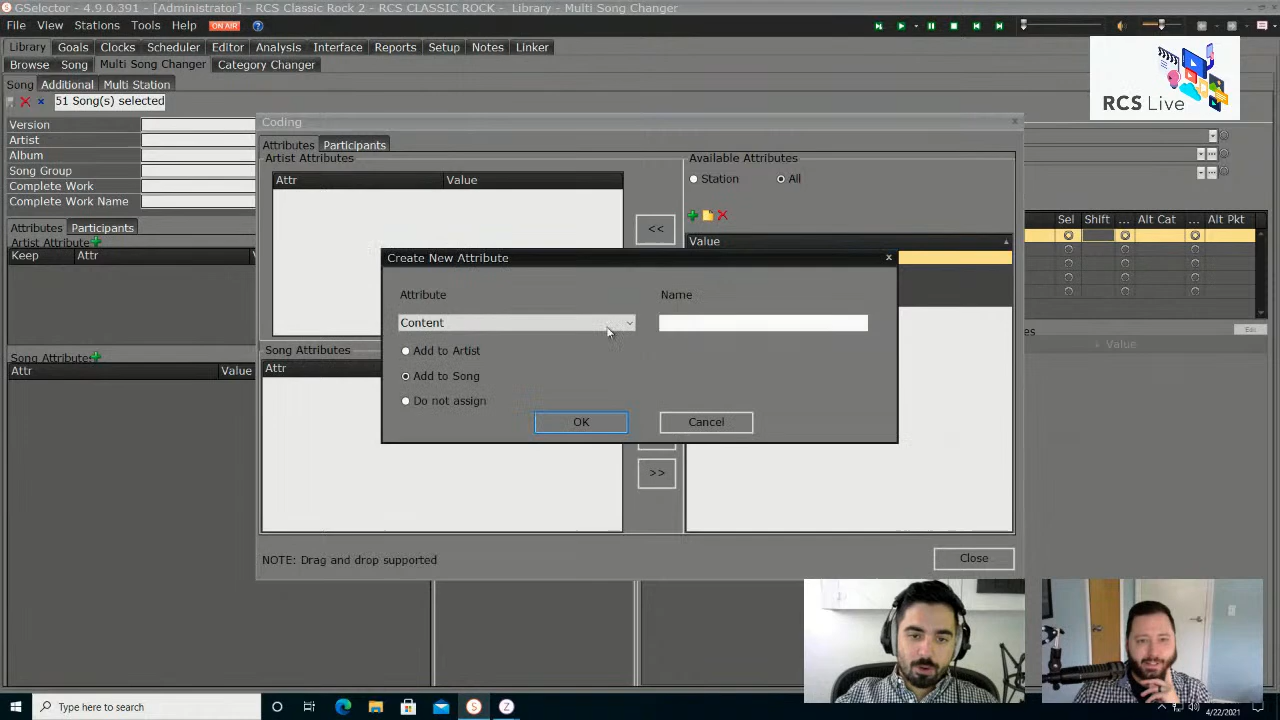 GSelector - 4.9.0.391 - [Administrator] - RCS Classic Rock 2 - RCS CLASSIC ROCK - Library - Multi Song Changer
File View Stations Tools Help ON AIR
Library Goals Clocks Scheduler Editor Analysis Interface Reports Setup Notes Linker
Browse Song Multi Song Changer Category Changer
Song Additional Multi Station
51 Song(s) selected
RCS Live
Version
Artist
Album
Song Group
Complete Work
Complete Work Name
Attributes Participants
Artist Attribute
Keep Attr
Song Attribute
Attr Value
Coding
Attributes Participants
Artist Attributes
Attr Value
<<
Available Attributes
Station All
Value
Song Attributes
Attr
>>
NOTE: Drag and drop supported
Close
Create New Attribute
Attribute Name
Content
Add to Artist
Add to Song
Do not assign
OK Cancel
Sel Shift ... Alt Cat ... Alt Pkt
Edit
Value
Type here to search
4/22/2021